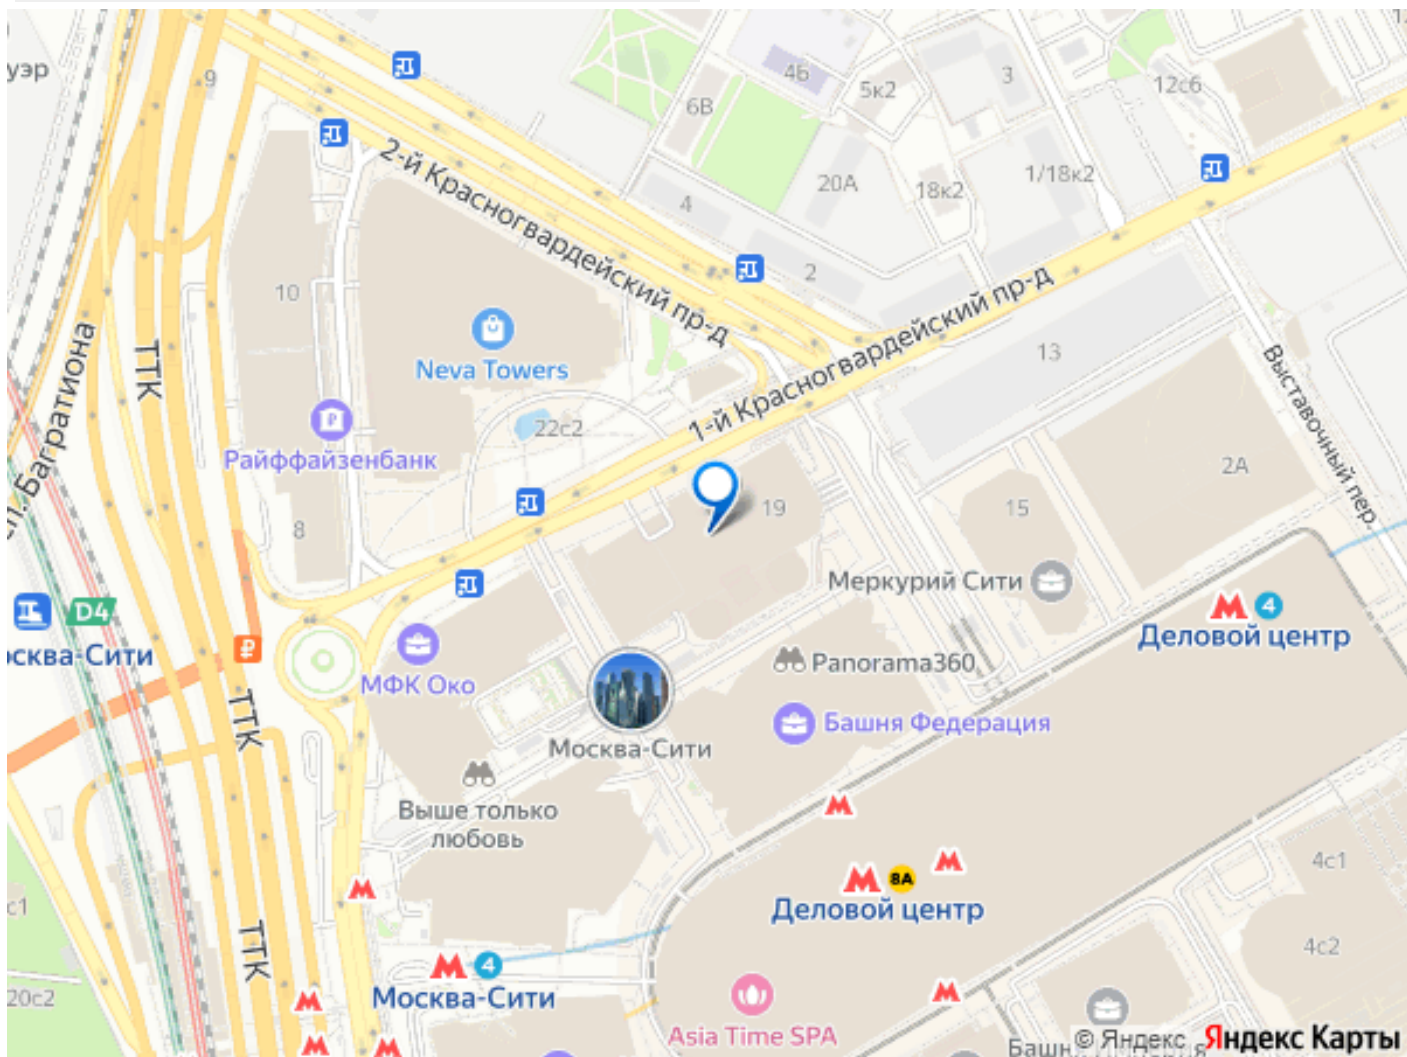 уэр
9
4Б
5к2
3
12с6
6В
20А
18к2
1/18к2
4
2
2-й Красногвардейский пр-д
10
ТТК
Neva Towers
1-й Красногвардейский пр-д
13
Выставочный пер.
22с2
Райффайзенбанк
ул. Багратиона
2А
8
19
15
Меркурий Сити
D4
4
Деловой центр
осква-Сити
₽
МФК Око
Panorama360
Башня Федерация
ТТК
Москва-Сити
Выше только
любовь
8А
Деловой центр
4с1
с1
ТТК
4с2
4
Москва-Сити
20с2
Asia Time SPA
© Яндекс Яндекс Карты